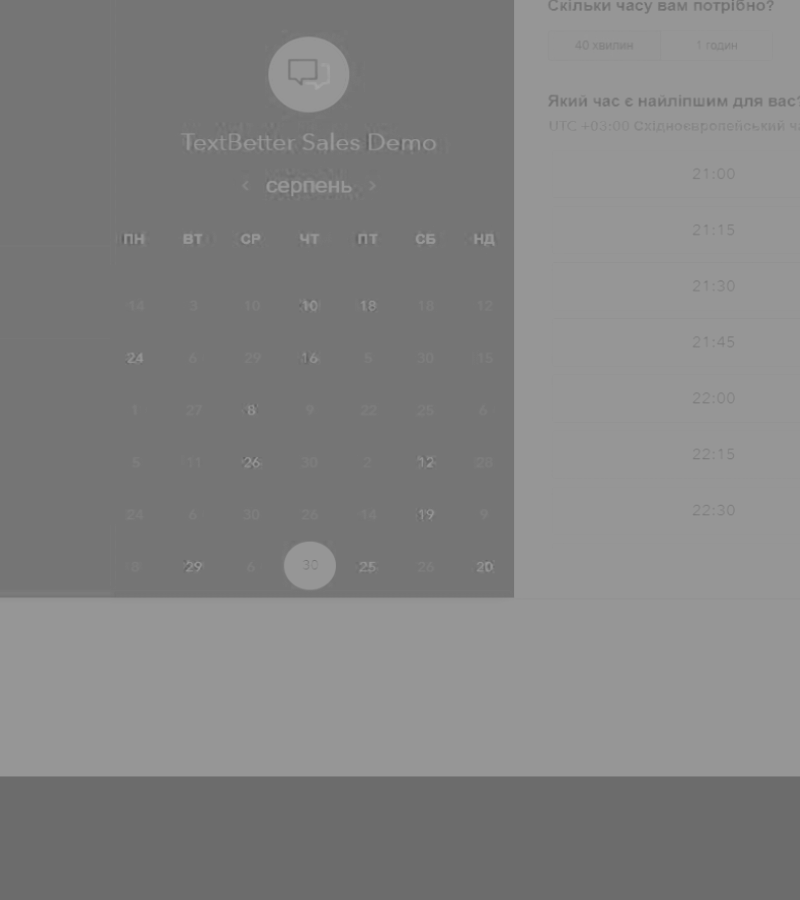 TextBetter Sales Demo
‹ серпень ›
ПН ВТ СР ЧТ ПТ СБ НД
14 3 10 10 18 18 12
24 6 29 16 5 30 15
1 27 8 9 22 25 6
5 11 26 30 2 12 28
24 6 30 26 14 19 9
8 29 6 30 25 26 20
Скільки часу вам потрібно?
40 хвилин 1 годин
Який час є найліпшим для вас?
UTC +03:00 Східноєвропейський
21:00
21:15
21:30
21:45
22:00
22:15
22:30